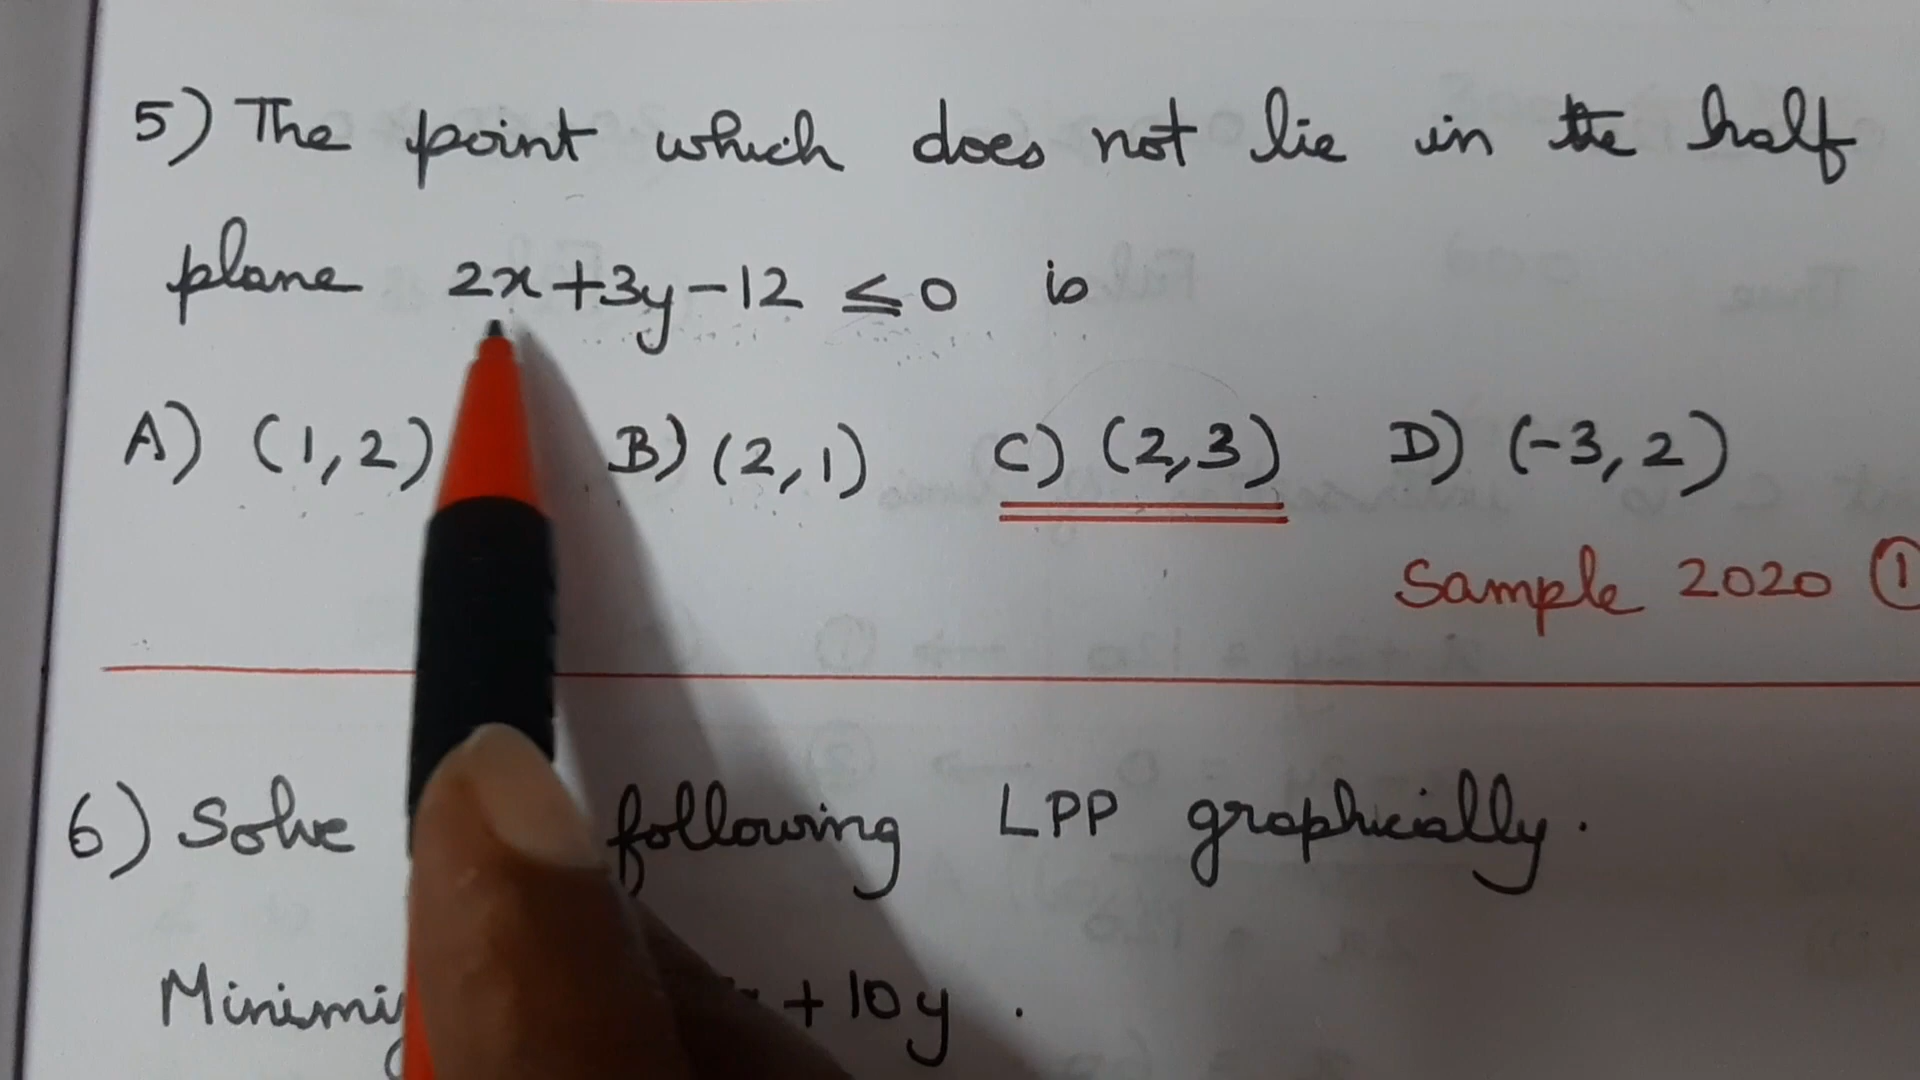 5) The point which does not lie in the half
plane 2x+3y-12 ≤ 0 is
A) (1,2) B) (2,1) C) (2,3) D) (-3,2)
Sample 2020 ①
6) Solve following LPP graphically.
+ 10y .